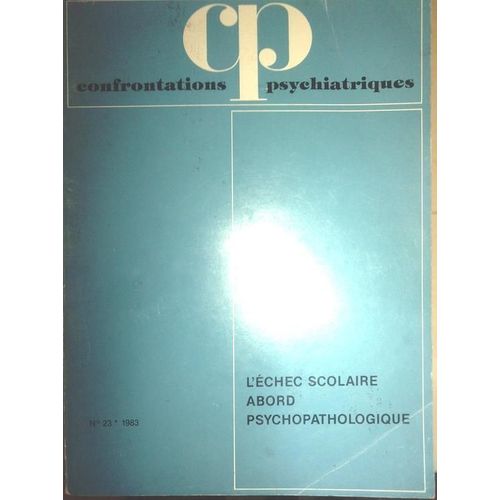 cp
confrontations psychiatriques
L'ÉCHEC SCOLAIRE
ABORD
PSYCHOPATHOLOGIQUE
N° 23 * 1983